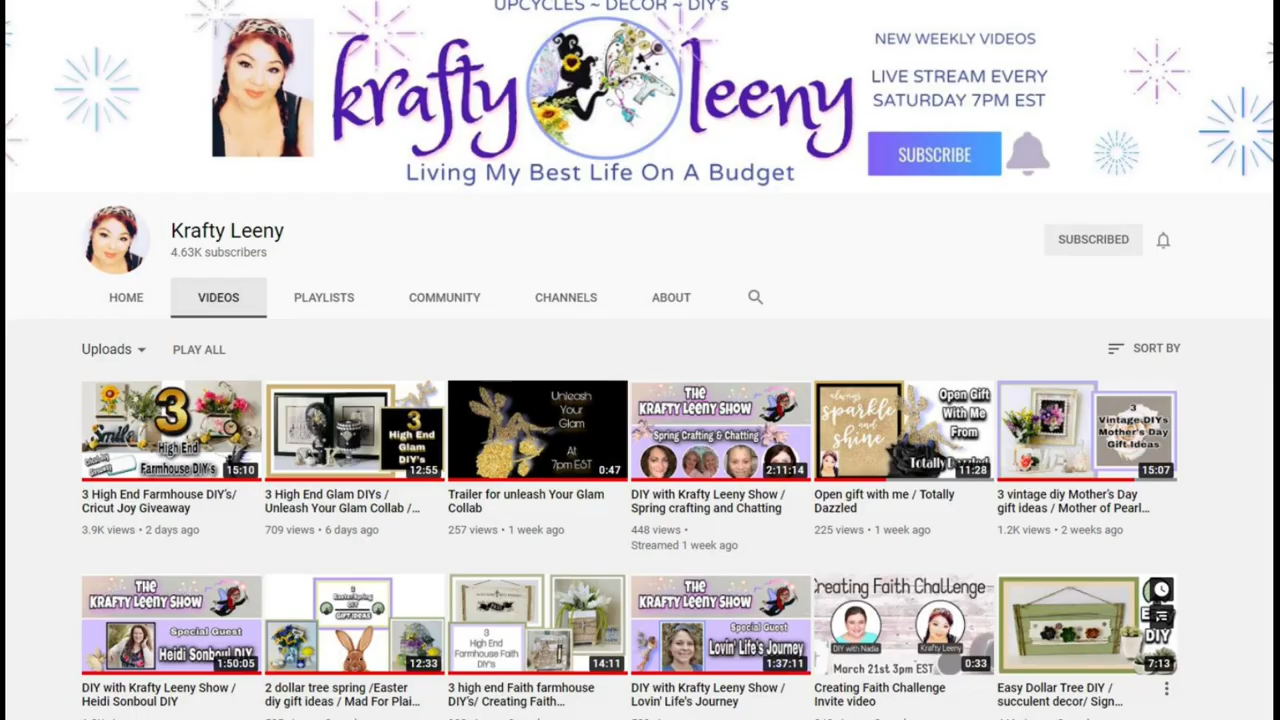 UPCYCLES ~ DECOR ~ DIY's
krafty leeny
Living My Best Life On A Budget
NEW WEEKLY VIDEOS
LIVE STREAM EVERY
SATURDAY 7PM EST
SUBSCRIBE
Krafty Leeny
4.63K subscribers
SUBSCRIBED
HOME VIDEOS PLAYLISTS COMMUNITY CHANNELS ABOUT
Uploads PLAY ALL SORT BY
Smile
3
High End
Farmhouse DIY's
15:10
3 High End Farmhouse DIY's/
Cricut Joy Giveaway
3.9K views • 2 days ago
3
High End
Glam
DIY's
12:55
3 High End Glam DIYs /
Unleash Your Glam Collab /...
709 views • 6 days ago
Unleash
Your
Glam
At
7pm EST
0:47
Trailer for unleash Your Glam
Collab
257 views • 1 week ago
THE
KRAFTY LEENY SHOW
Spring Crafting & Chatting
2:11:14
DIY with Krafty Leeny Show /
Spring crafting and Chatting
448 views •
Streamed 1 week ago
always
sparkle
and
shine
Open Gift
With Me
From
Totally Dazzled
11:28
Open gift with me / Totally
Dazzled
225 views • 1 week ago
3
Vintage DIYs
Mother's Day
Gift Ideas
15:07
3 vintage diy Mother's Day
gift ideas / Mother of Pearl...
1.2K views • 2 weeks ago
THE
KRAFTY LEENY SHOW
Special Guest
Heidi Sonboul DIY
1:50:05
DIY with Krafty Leeny Show /
Heidi Sonboul DIY
Easter/Spring
DIY
GIFT IDEAS
12:33
2 dollar tree spring /Easter
diy gift ideas / Mad For Plai...
3
High End
Farmhouse Faith
DIY's
14:11
3 high end Faith farmhouse
DIY's/ Creating Faith...
THE
KRAFTY LEENY SHOW
Special Guest
Lovin' Life's Journey
1:37:11
DIY with Krafty Leeny Show /
Lovin' Life's Journey
Creating Faith Challenge
DIY with Nadia
Krafty Leeny
March 21st 3pm EST
0:33
Creating Faith Challenge
Invite video
DIY
7:13
Easy Dollar Tree DIY /
succulent decor/ Sign...